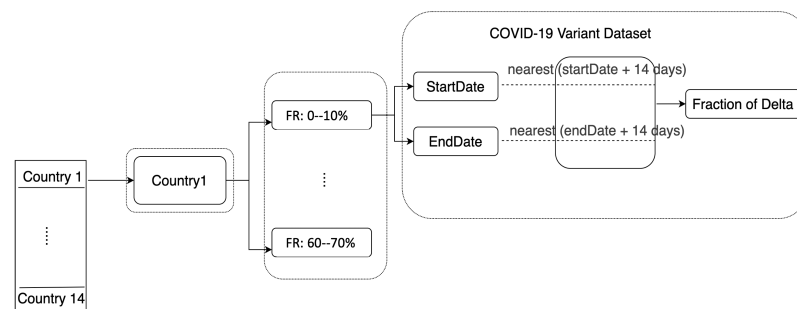 COVID-19 Variant Dataset
nearest (startDate + 14 days)
StartDate
FR: 0--10%
Fraction of Delta
nearest (endDate + 14 days)
EndDate
Country 1
Country1
FR: 60--70%
Country 14